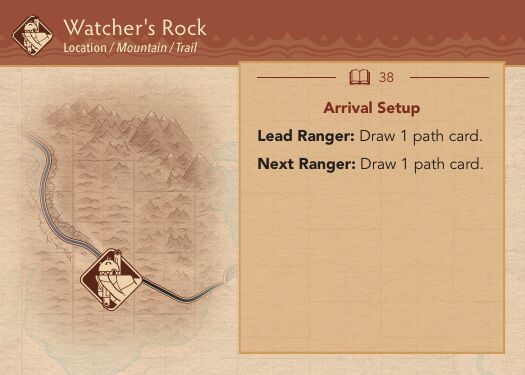 Watcher's Rock
Location / Mountain / Trail
38
Arrival Setup
Lead Ranger: Draw 1 path card.
Next Ranger: Draw 1 path card.